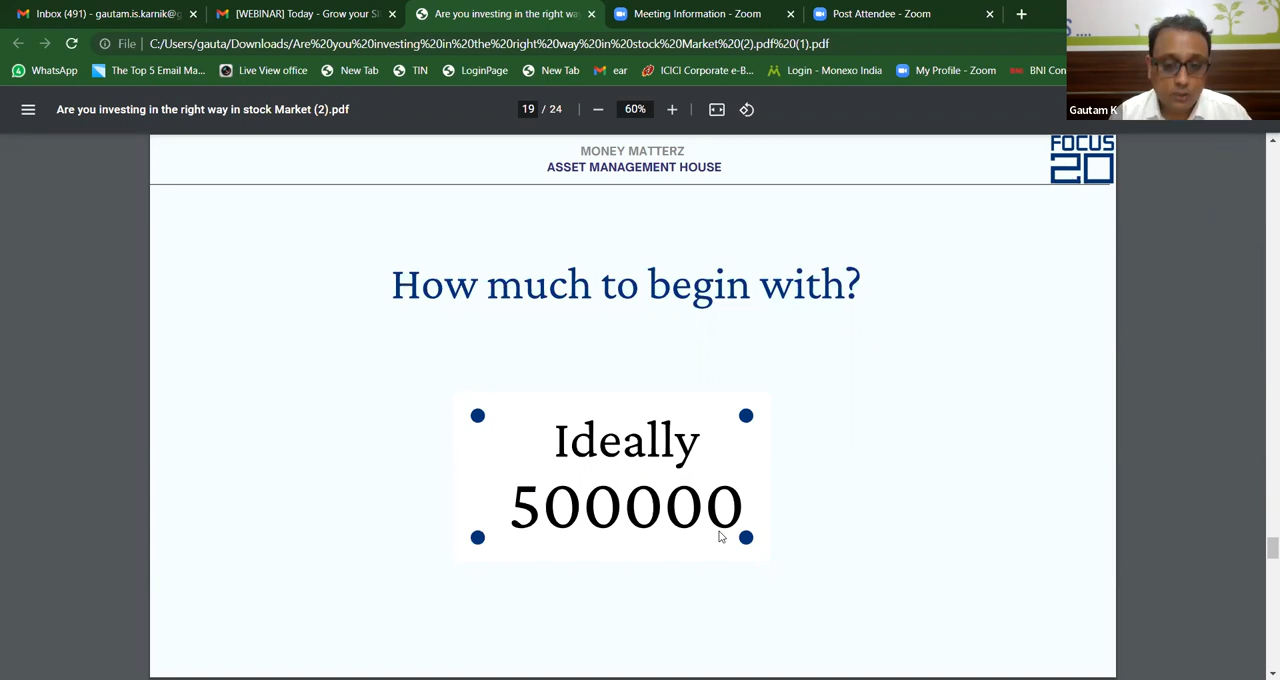 Inbox (491) - gautam.is.karnik@g
[WEBINAR] Today - Grow your SI
Are you investing in the right wa
Meeting Information - Zoom
Post Attendee - Zoom
File
C:/Users/gauta/Downloads/Are%20you%20investing%20in%20the%20right%20way%20in%20stock%20Market%20(2).pdf%20(1).pdf
WhatsApp
The Top 5 Email Ma...
Live View office
New Tab
TIN
LoginPage
New Tab
ear
ICICI Corporate e-B...
Login - Monexo India
My Profile - Zoom
BNI Con
Gautam K
Are you investing in the right way in stock Market (2).pdf
19 / 24
60%
MONEY MATTERZ
ASSET MANAGEMENT HOUSE
FOCUS
20
How much to begin with?
Ideally
500000